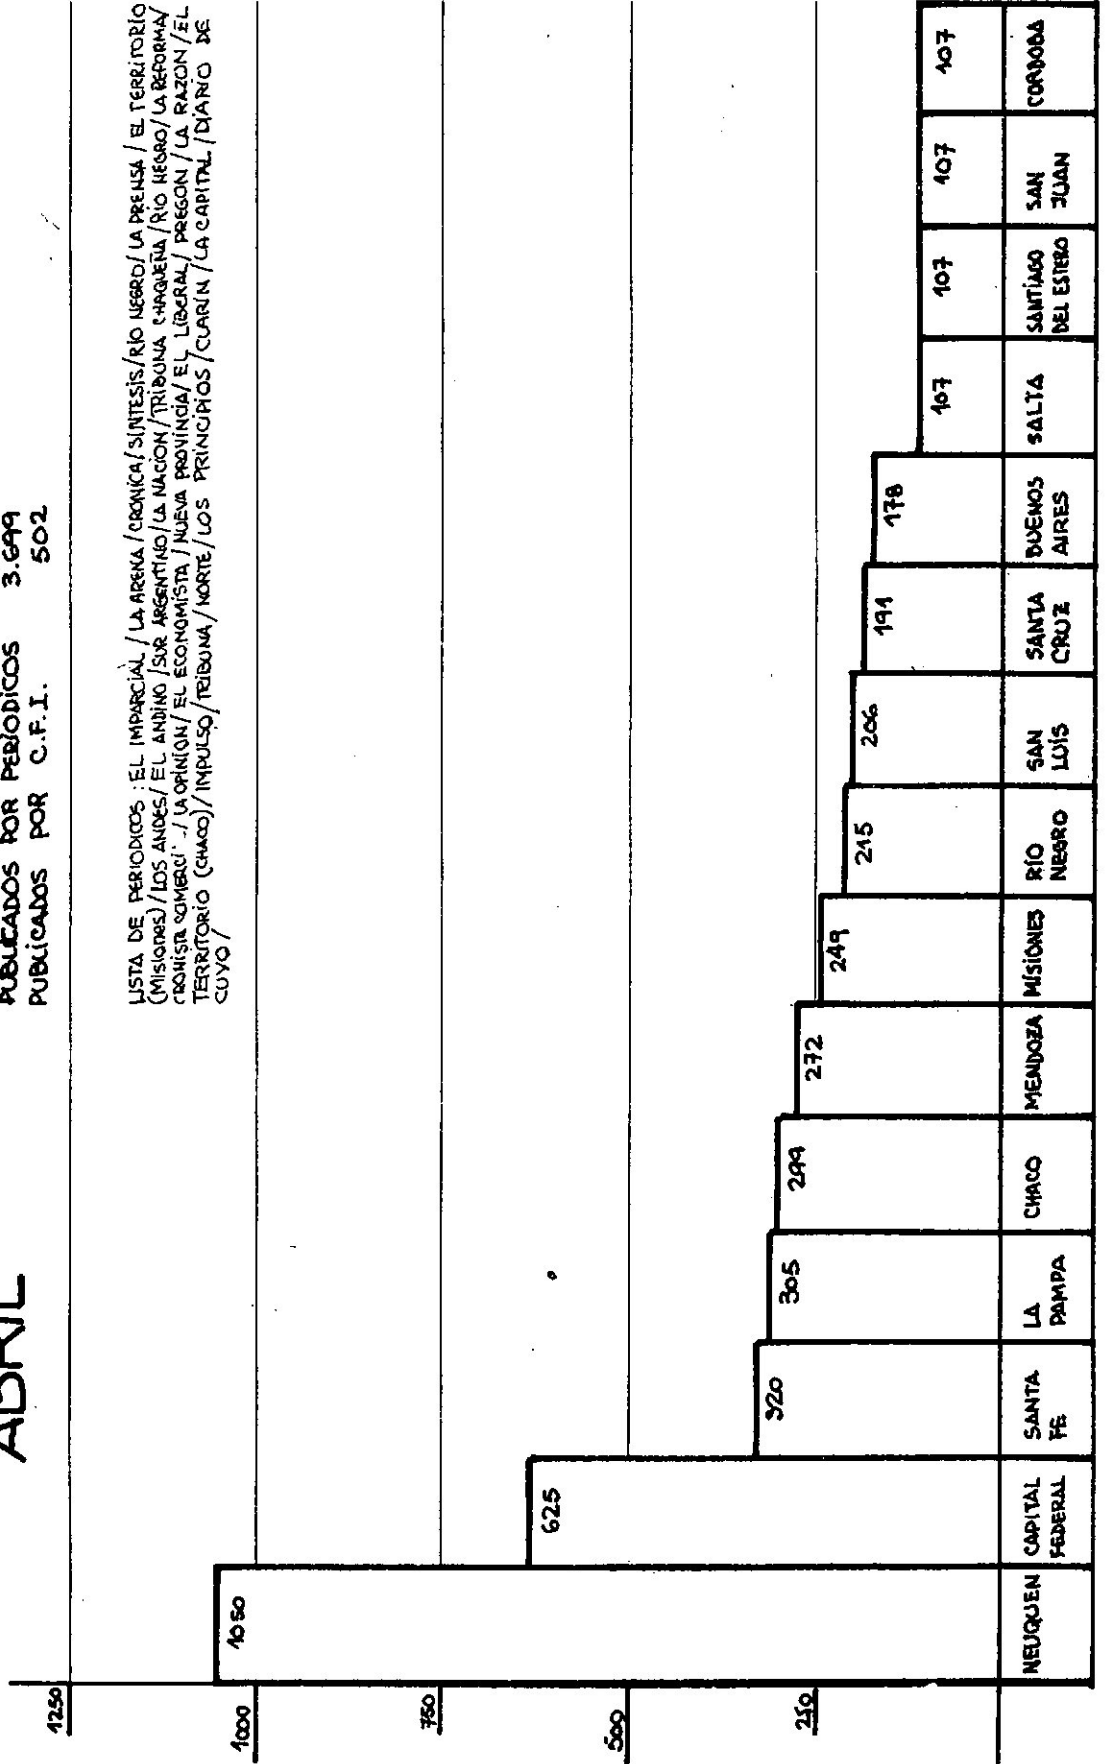 ABRIL
PUBLICADOS POR PERÍODICOS 3.699
PUBLICADOS POR C.F.I. 502
LISTA DE PERIODICOS : EL IMPARCIAL / LA ARENA / CRONICA / SINTESIS / RIO NEGRO / LA PRENSA / EL TERRITORIO
(Misiones) / LOS ANDES / EL ANDINO / SUR ARGENTINO / LA NACION / TRIBUNA CHAQUEÑA / RIO NEGRO / LA REFORMA /
CRONISTA / LA OPINION / EL ECONOMISTA / NUEVA PROVINCIA / EL LIBERAL / PREGON / LA RAZON / EL
TERRITORIO (CHACO) / IMPULSO / TRIBUNA / NORTE / LOS PRINCIPIOS / CLARIN / LA CAPITAL / DIARIO DE
CUYO /
1250
1000
750
500
250
1050
625
320
305
299
272
249
215
206
191
178
107
107
107
107
NEUQUEN
CAPITAL
FEDERAL
SANTA
FE
LA
PAMPA
CHACO
MENDOZA
MISIONES
RIO
NEGRO
SAN
LUIS
SANTA
CRUZ
BUENOS
AIRES
SALTA
SANTIAGO
DEL ESTERO
SAN
JUAN
CORDOBA